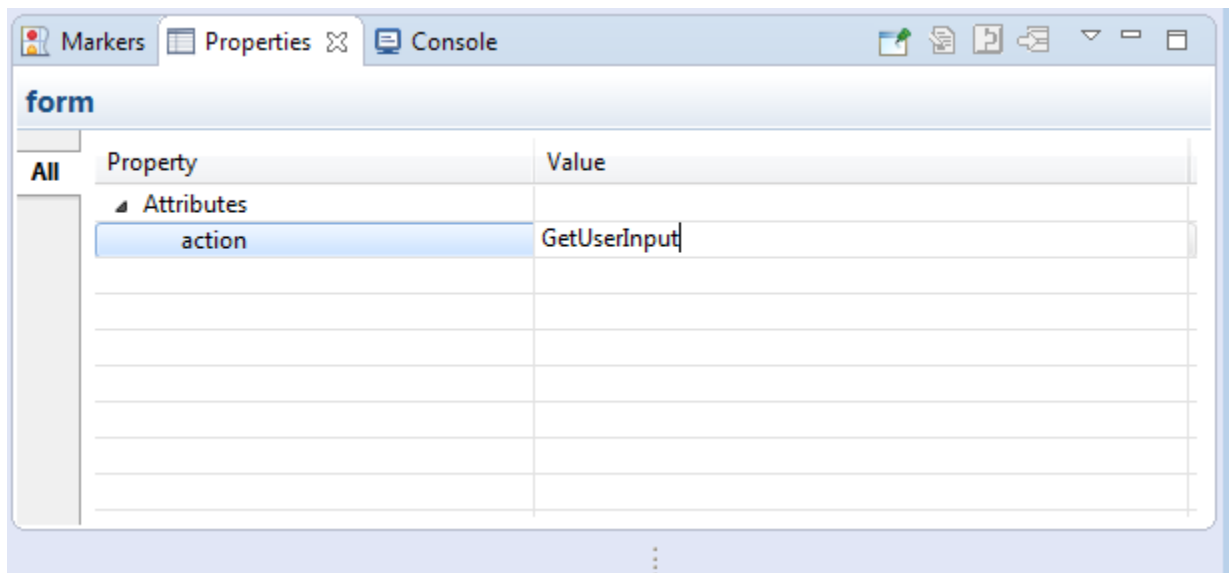 Markers Properties Console
form
All Property Value
Attributes
action GetUserInput